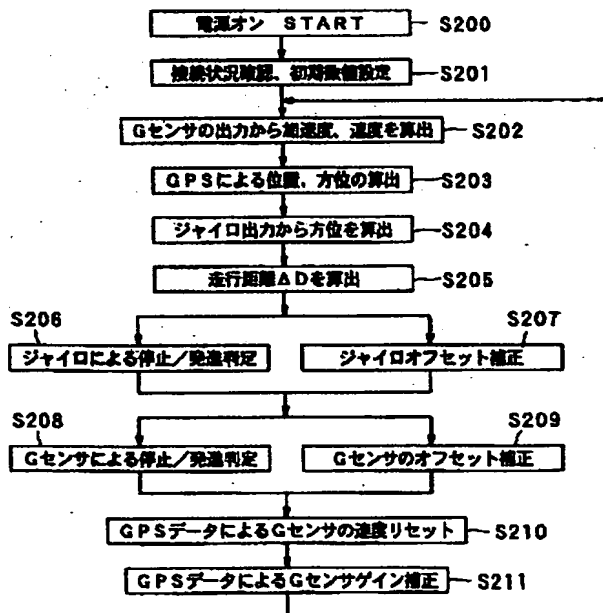 電源オン START S200
接続状況確認、初期数値設定 S201
Gセンサの出力から加速度、速度を算出 S202
GPSによる位置、方位の算出 S203
ジャイロ出力から方位を算出 S204
走行距離ΔDを算出 S205
S206 S207
ジャイロによる停止/発進判定 ジャイロオフセット補正
S208 S209
Gセンサによる停止/発進判定 Gセンサのオフセット補正
GPSデータによるGセンサの速度リセット S210
GPSデータによるGセンサゲイン補正 S211